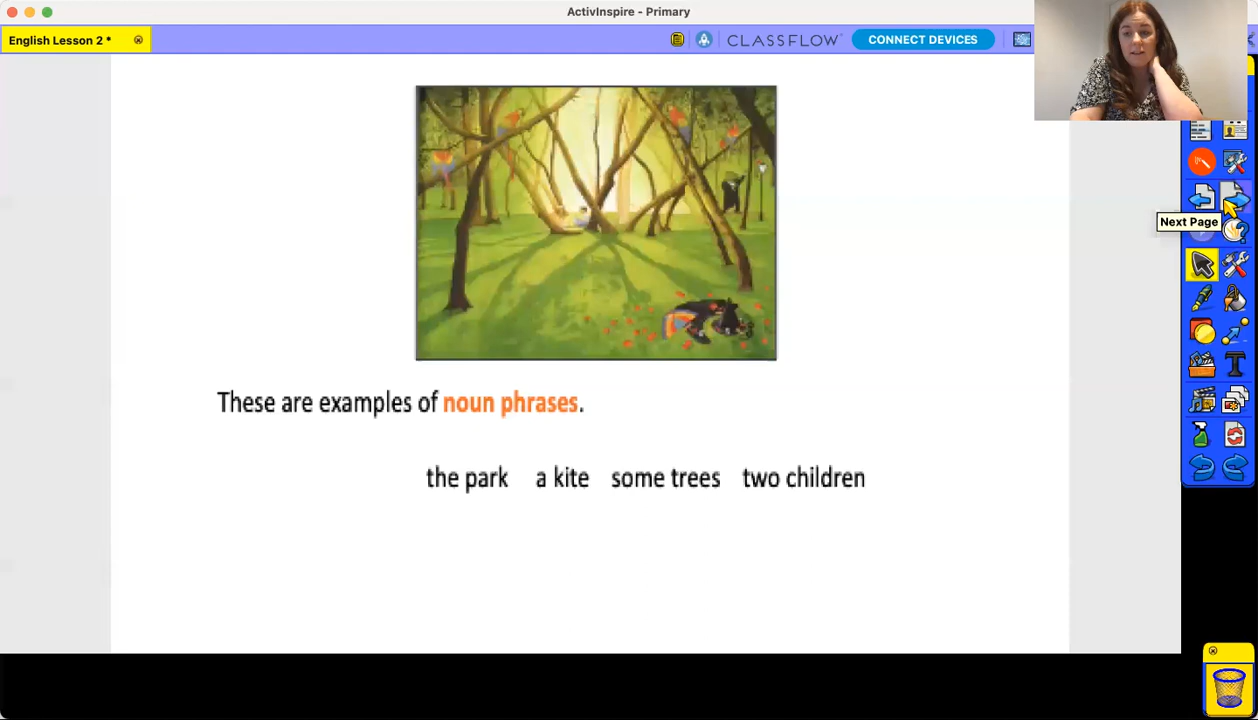 ActivInspire - Primary
English Lesson 2 *
CLASSFLOW
CONNECT DEVICES
Next Page
These are examples of noun phrases.
the park a kite some trees two children